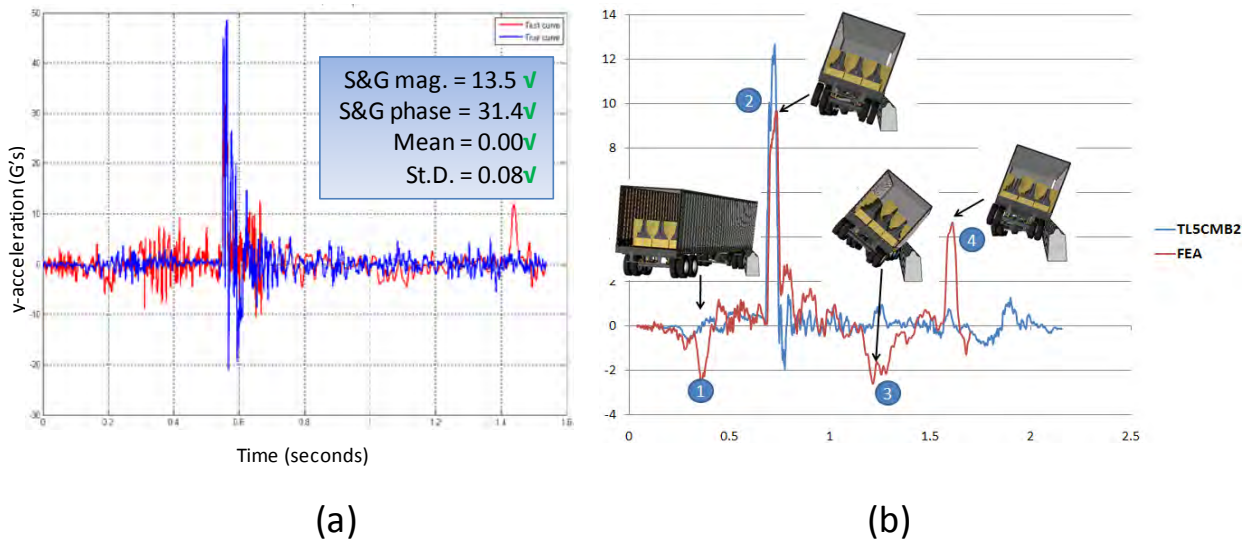 50
40
30
20
10
0
-10
-20
-30
y-acceleration (G's)
Test curve
True curve
S&G mag. = 13.5 √
S&G phase = 31.4√
Mean = 0.00√
St.D. = 0.08√
0 0.2 0.4 0.6 0.8 1 1.2 1.4 1.6
Time (seconds)
(a)
14
12
10
8
2
0
-2
-4
1
2
3
4
TL5CMB2
FEA
0 0.5 1 1.5 2 2.5
(b)